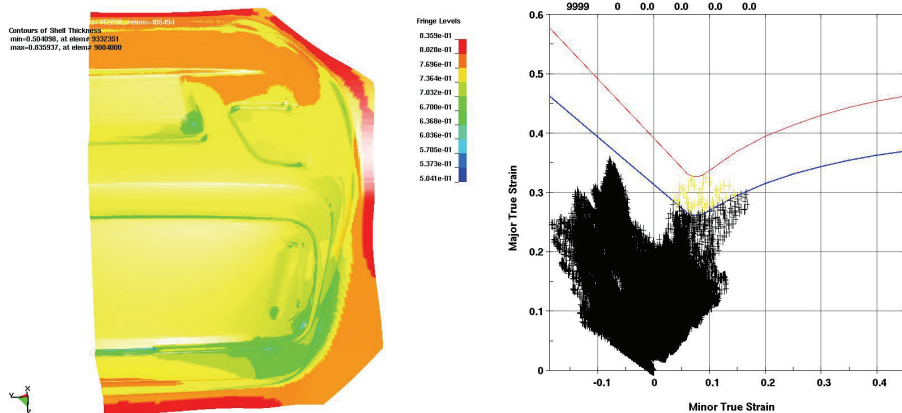 Contours of Shell Thickness
min=0.504098, at elem# 9332351
max=0.835937, at elem# 9004000
Fringe Levels
8.359e-01
8.028e-01
7.696e-01
7.364e-01
7.032e-01
6.700e-01
6.368e-01
6.036e-01
5.705e-01
5.373e-01
5.041e-01
Y X
9999 0 0.0 0.0 0.0
0.6
0.5
0.4
0.3
0.2
0.1
0
Major True Strain
-0.1 0 0.1 0.2 0.3 0.4
Minor True Strain